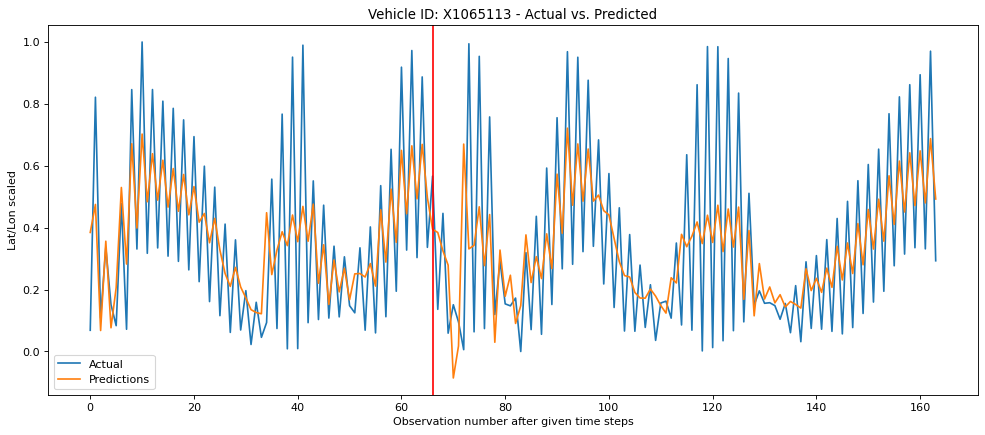 Vehicle ID: X1065113 - Actual vs. Predicted
Lat/Lon scaled
1.0
0.8
0.6
0.4
0.2
0.0
Actual
Predictions
0 20 40 60 80 100 120 140 160
Observation number after given time steps